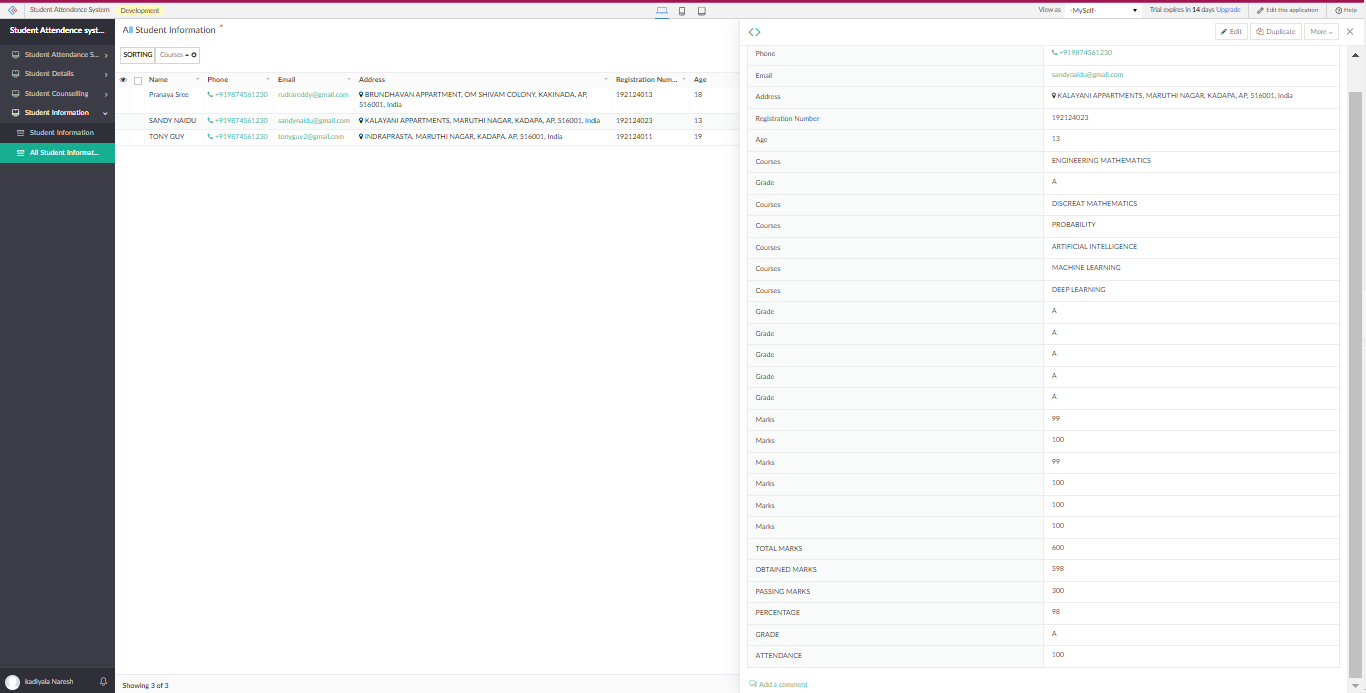 Student Attendence System Development View as -MySelf- Trial expires in 14 days Upgrade Edit this application Help
Student Attendence syst...
Student Attendance S...
Student Details
Student Counselling
Student Information
Student Information
All Student Informat...
kadiyala Naresh
All Student Information *
SORTING Courses
Name Phone Email Address Registration Num... Age
Pranaya Sree +919874561230 rudrareddy@gmail.com BRUNDHAVAN APPARTMENT, OM SHIVAM COLONY, KAKINADA, AP, 192124013 18
516001, India
SANDY NAIDU +919874561230 sandynaidu@gmail.com KALAYANI APPARTMENTS, MARUTHI NAGAR, KADAPA, AP, 516001, India 192124023 13
TONY GUY +919874561230 tonyguy2@gmail.com INDRAPRASTA, MARUTHI NAGAR, KADAPA, AP, 516001, India 192124011 19
Showing 3 of 3
Edit Duplicate More
Phone +919874561230
Email sandynaidu@gmail.com
Address KALAYANI APPARTMENTS, MARUTHI NAGAR, KADAPA, AP, 516001, India
Registration Number 192124023
Age 13
Courses ENGINEERING MATHEMATICS
Grade A
Courses DISCREAT MATHEMATICS
Courses PROBABILITY
Courses ARTIFICIAL INTELLIGENCE
Courses MACHINE LEARNING
Courses DEEP LEARNING
Grade A
Grade A
Grade A
Grade A
Grade A
Marks 99
Marks 100
Marks 99
Marks 100
Marks 100
Marks 100
TOTAL MARKS 600
OBTAINED MARKS 598
PASSING MARKS 300
PERCENTAGE 98
GRADE A
ATTENDANCE 100
Add a comment